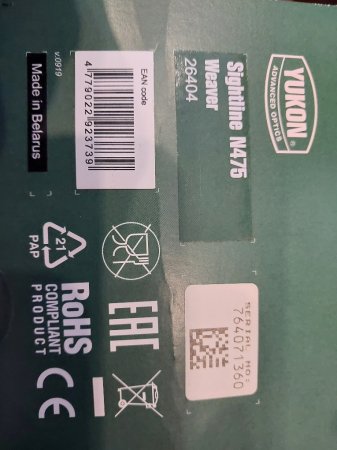 YUKON®
ADVANCED OPTICS
Sightline N475
Weaver
26404
EAN code
4 779022 923739
v.0919
Made in Belarus
SERIAL NO:
764071360
EAC
21
PAP
RoHS
COMPLIANT
PRODUCT
CE